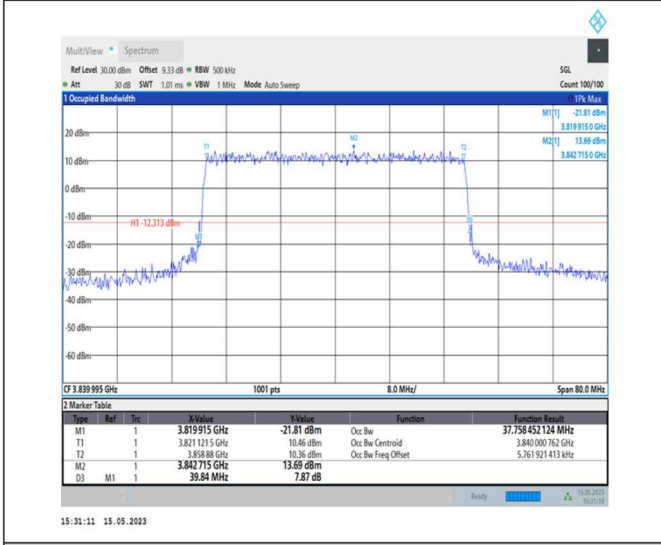 MultiView Spectrum
Ref Level 30.00 dBm Offset 9.33 dB RBW 500 kHz
SGL
Att 30 dB SWT 1.01 ms VBW 1 MHz Mode Auto Sweep
Count 100/100
1 Occupied Bandwidth
1Pk Max
M1[1] -21.81 dBm
3.819 915 0 GHz
M2[1] 13.69 dBm
3.842 715 0 GHz
20 dBm
10 dBm
0 dBm
-10 dBm
-20 dBm
-30 dBm
-40 dBm
-50 dBm
-60 dBm
T1
M2
H1 -12.313 dBm
CF 3.839 995 GHz 1001 pts 8.0 MHz/ Span 80.0 MHz
2 Marker Table
Type Ref Trc X-Value Y-Value Function Function Result
M1 1 3.819915 GHz -21.81 dBm Occ Bw 37.758 452 124 MHz
T1 1 3.821 121 5 GHz 10.46 dBm Occ Bw Centroid 3.840 000 762 GHz
T2 1 3.858 88 GHz 10.36 dBm Occ Bw Freq Offset 5.761 921 413 kHz
M2 1 3.842715 GHz 13.69 dBm
D3 M1 1 39.84 MHz 7.87 dB
Ready
15.05.2023
15:31:11 15.05.2023